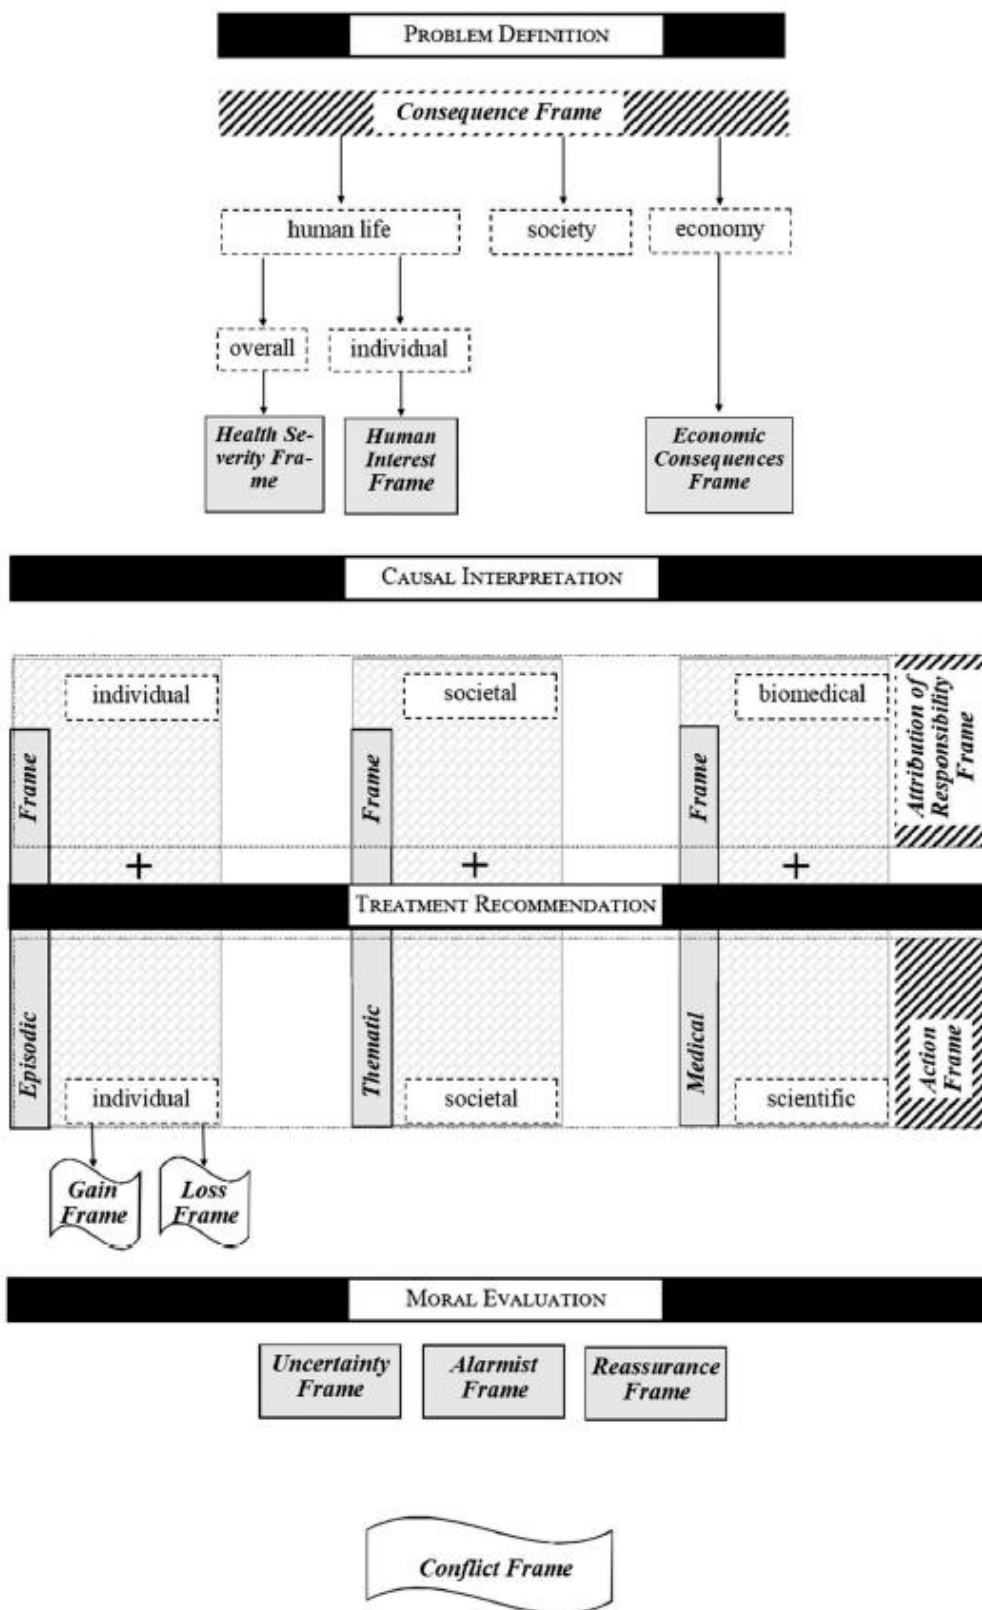 PROBLEM DEFINITION
Consequence Frame
human life
society
economy
overall
individual
Health Se-
verity Fra-
me
Human
Interest
Frame
Economic
Consequences
Frame
CAUSAL INTERPRETATION
individual
societal
biomedical
Attribution of
Responsibility
Frame
Frame
Frame
Frame
+
+
+
TREATMENT RECOMMENDATION
Episodic
Thematic
Medical
Action
Frame
individual
societal
scientific
Gain
Frame
Loss
Frame
MORAL EVALUATION
Uncertainty
Frame
Alarmist
Frame
Reassurance
Frame
Conflict Frame